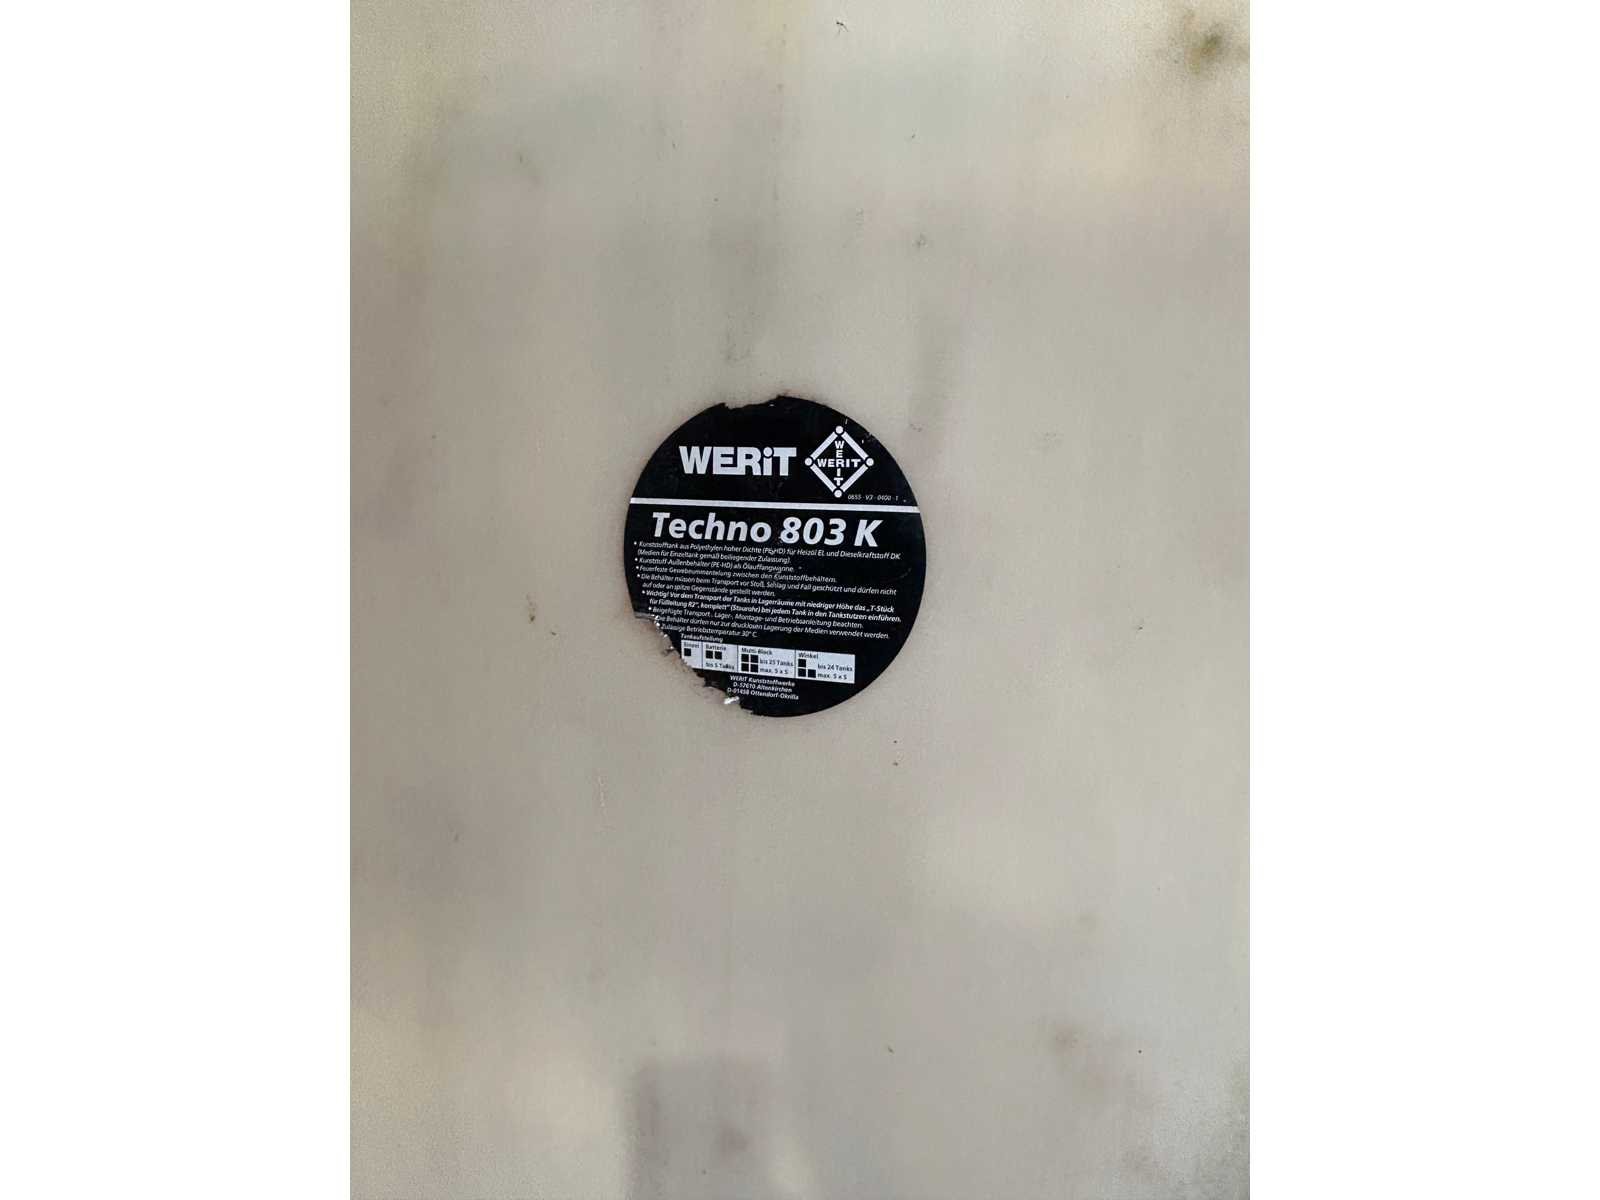 WERiT
W
E
WERIT
I
T
0655 · V3 · 0400 · 1
Techno 803 K
• Kunststofftank aus Polyethylen hoher Dichte (PE-HD) für Heizöl EL und Dieselkraftstoff DK
(Medien für Einzeltank gemäß beiliegender Zulassung).
• Kunststoff-Außenbehälter (PE-HD) als Ölauffangwanne.
• Feuerfeste Gewebeummantelung zwischen den Kunststoffbehältern.
• Die Behälter müssen beim Transport vor Stoß, Schlag und Fall geschützt und dürfen nicht
auf oder an spitze Gegenstände gestellt werden.
• Wichtig! Vor dem Transport der Tanks in Lagerräume mit niedriger Höhe das „T-Stück
für Füllleitung R2", komplett" (Staurohr) bei jedem Tank in den Tankstutzen einführen.
• Beigefügte Transport-, Lager-, Montage- und Betriebsanleitung beachten.
Die Behälter dürfen nur zur drucklosen Lagerung der Medien verwendet werden.
Zulässige Betriebstemperatur 30° C.
Tankaufstellung
Einzel Batterie Multi-Block Winkel
bis 5 Tanks bis 25 Tanks bis 24 Tanks
max. 5 x 5 max. 5 x 5
WERIT Kunststoffwerke
D-57610 Altenkirchen
D-01458 Ottendorf-Okrilla